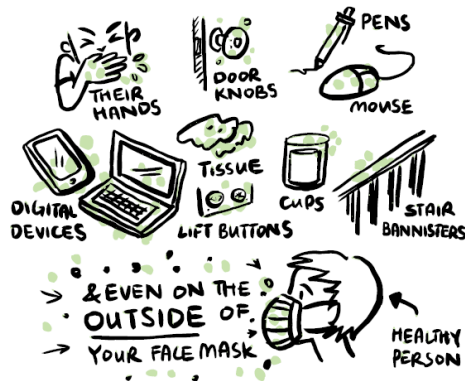 THEIR
HANDS
DOOR
KNOBS
PENS
MOUSE
DIGITAL
DEVICES
TISSUE
LIFT BUTTONS
CUPS
STAIR
BANNISTERS
& EVEN ON THE
OUTSIDE OF
YOUR FACE MASK
HEALTHY
PERSON